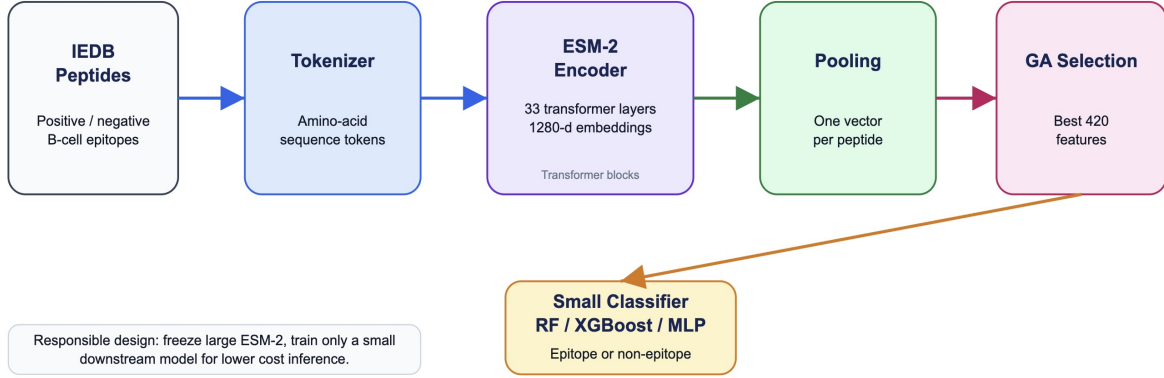 IEDB
Peptides
Positive / negative
B-cell epitopes
Tokenizer
Amino-acid
sequence tokens
ESM-2
Encoder
33 transformer layers
1280-d embeddings
Transformer blocks
Pooling
One vector
per peptide
GA Selection
Best 420
features
Small Classifier
RF / XGBoost / MLP
Epitope or non-epitope
Responsible design: freeze large ESM-2, train only a small
downstream model for lower cost inference.